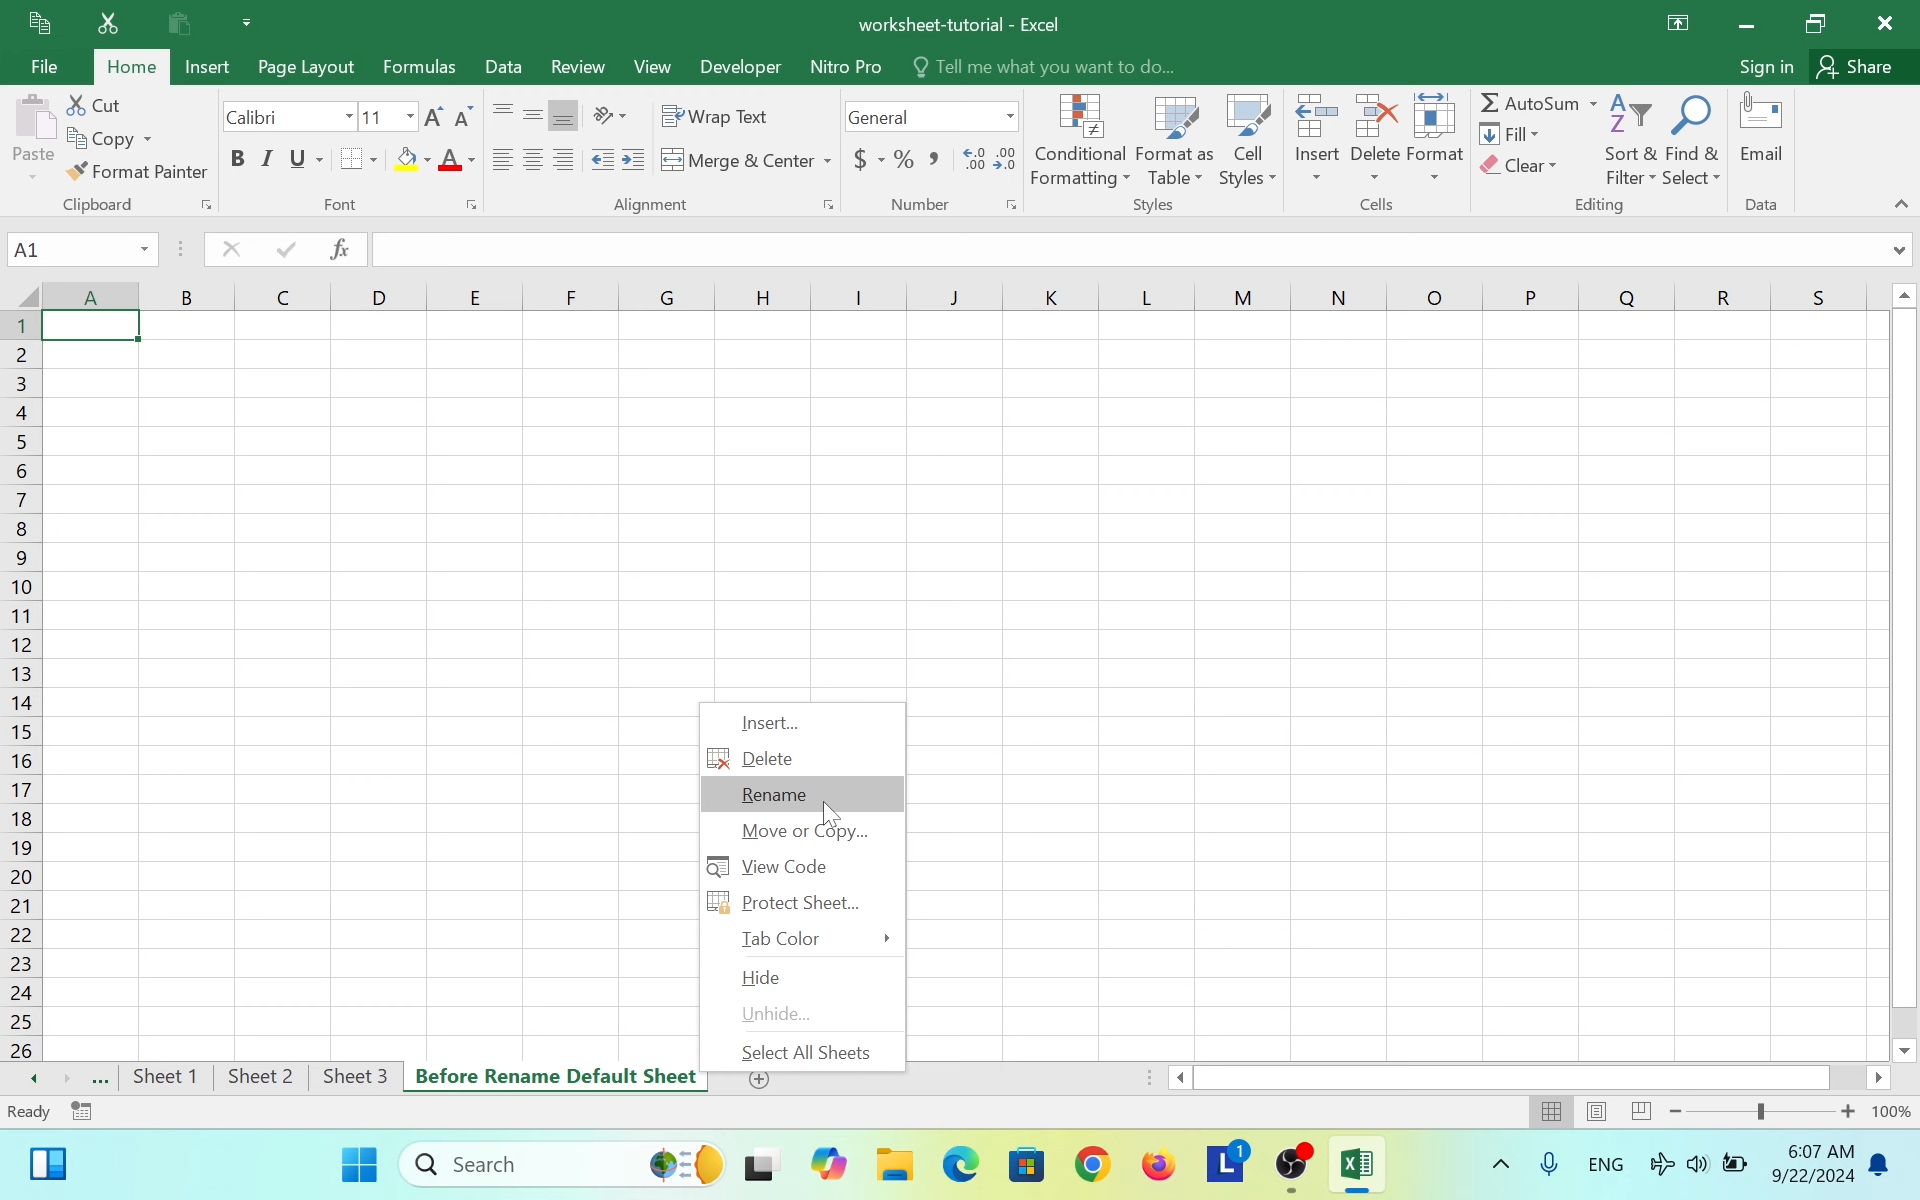 worksheet-tutorial - Excel
File Home Insert Page Layout Formulas Data Review View Developer Nitro Pro Tell me what you want to do... Sign in Share
Paste Cut Copy Format Painter
Calibri 11
B I U
Wrap Text
Merge & Center
General
$ % ,
Conditional Formatting
Format as Table
Cell Styles
Insert Delete Format
AutoSum
Fill
Clear
Sort & Filter
Find & Select
Email
Clipboard Font Alignment Number Styles Cells Editing Data
A1 fx
A B C D E F G H I J K L M N O P Q R S
1
2
3
4
5
6
7
8
9
10
11
12
13
14
15
16
17
18
19
20
21
22
23
24
25
26
Insert...
Delete
Rename
Move or Copy...
View Code
Protect Sheet...
Tab Color
Hide
Unhide...
Select All Sheets
... Sheet 1 Sheet 2 Sheet 3 Before Rename Default Sheet
Ready 100%
Search L 1 ENG 6:07 AM
9/22/2024